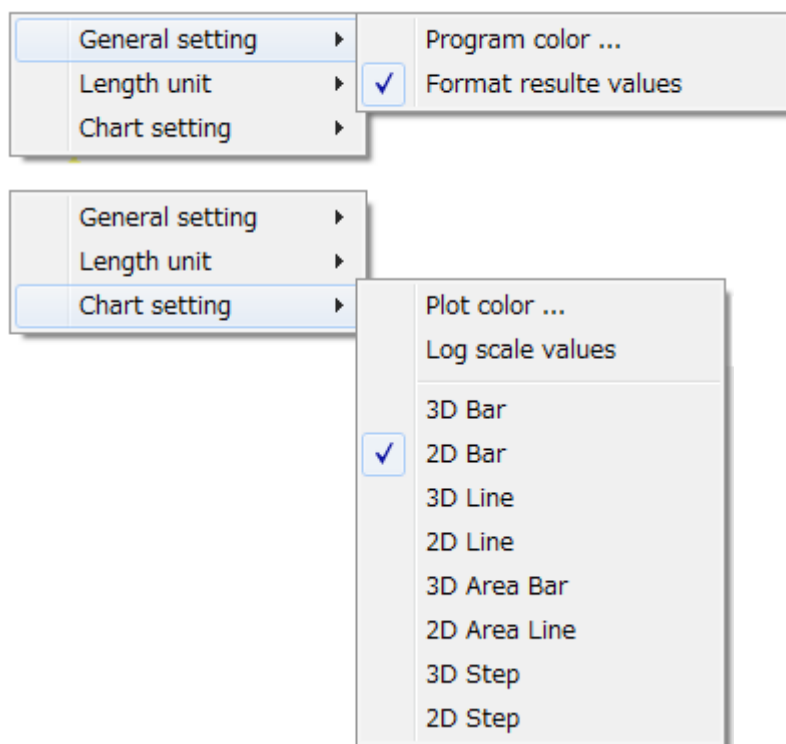 General setting
Length unit
Chart setting
Program color ...
Format resulte values
General setting
Length unit
Chart setting
Plot color ...
Log scale values
3D Bar
2D Bar
3D Line
2D Line
3D Area Bar
2D Area Line
3D Step
2D Step